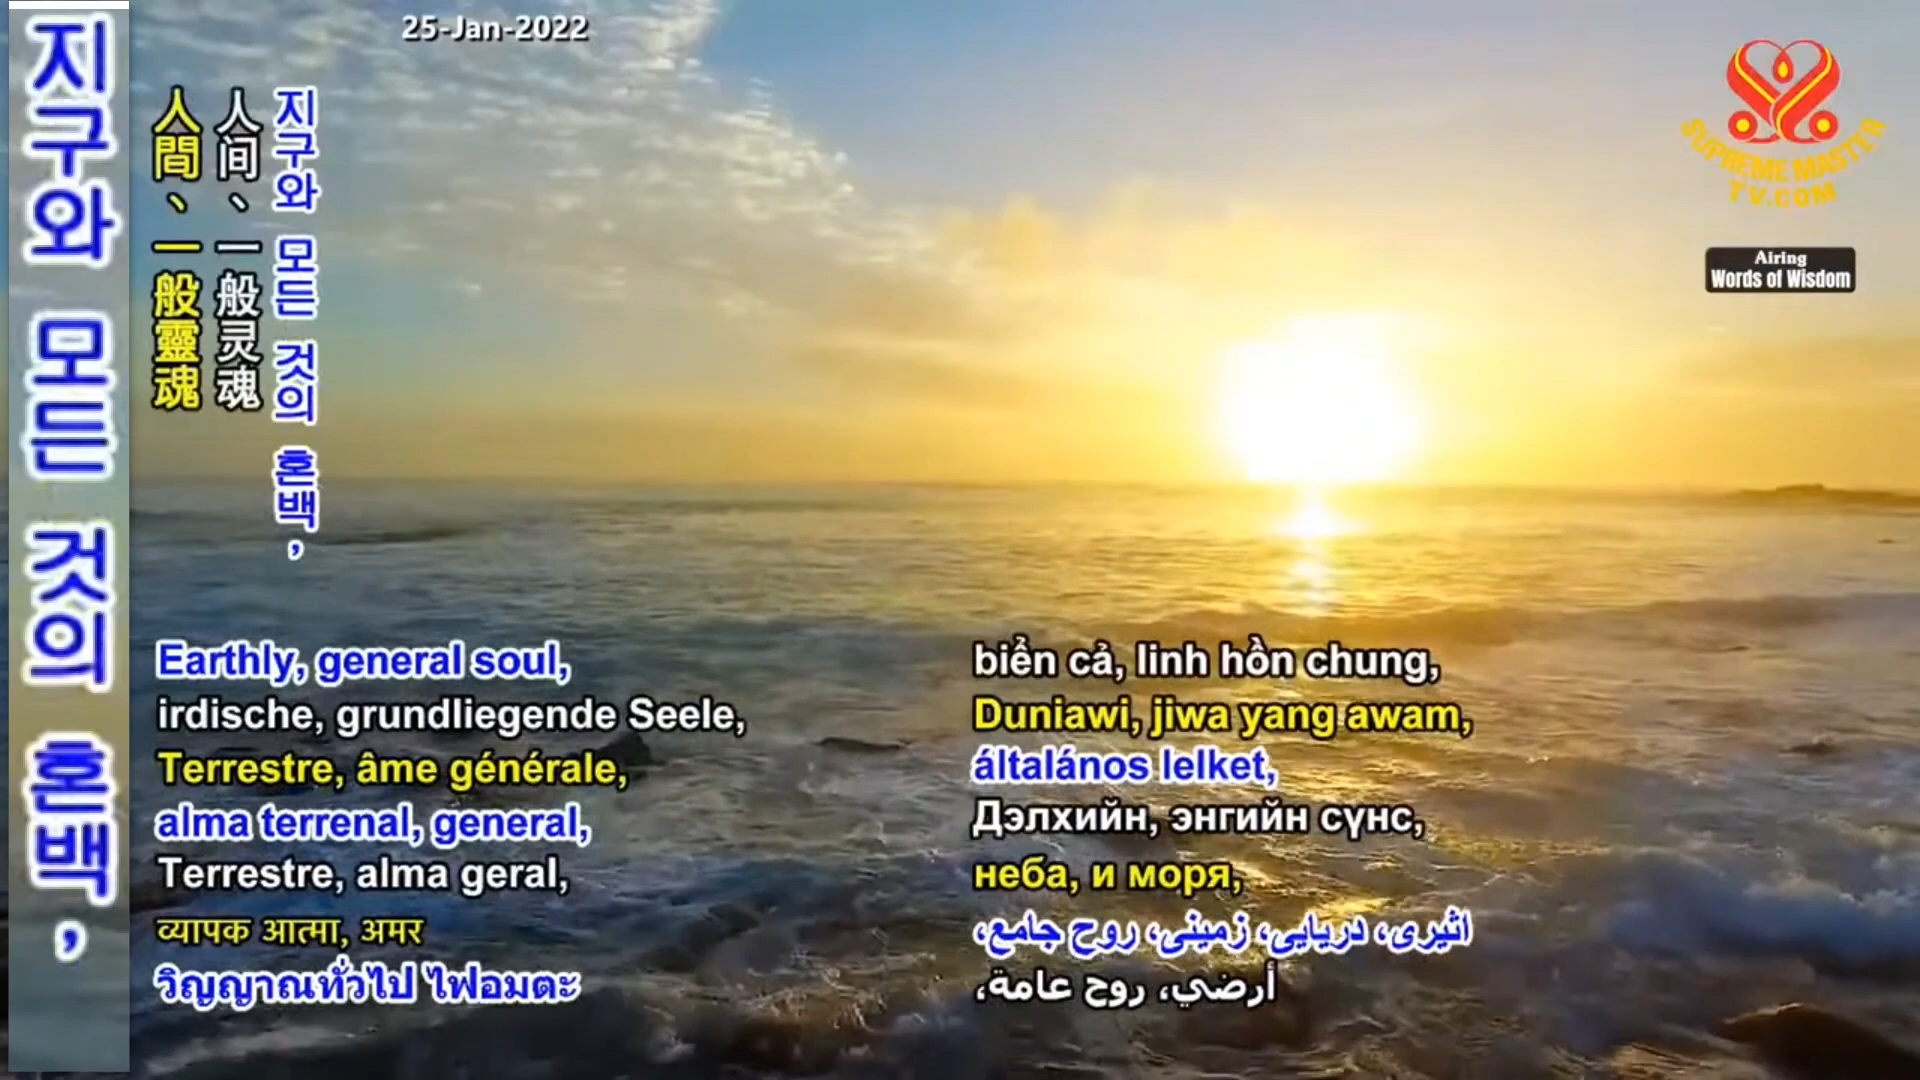 25-Jan-2022
지구와 모든 것의 혼백,
人間、一般靈魂
人间、一般灵魂
지구와 모든 것의 혼백,
SUPREME MASTER
TV.COM
Airing
Words of Wisdom
Earthly, general soul,
irdische, grundliegende Seele,
Terrestre, âme générale,
alma terrenal, general,
Terrestre, alma geral,
व्यापक आत्मा, अमर
วิญญาณทั่วไป ไฟอมตะ
biển cả, linh hồn chung,
Duniawi, jiwa yang awam,
általános lelket,
Дэлхийн, энгийн сүнс,
неба, и моря,
اثیری، دریایی، زمینی، روح جامع،
أرضي، روح عامة،